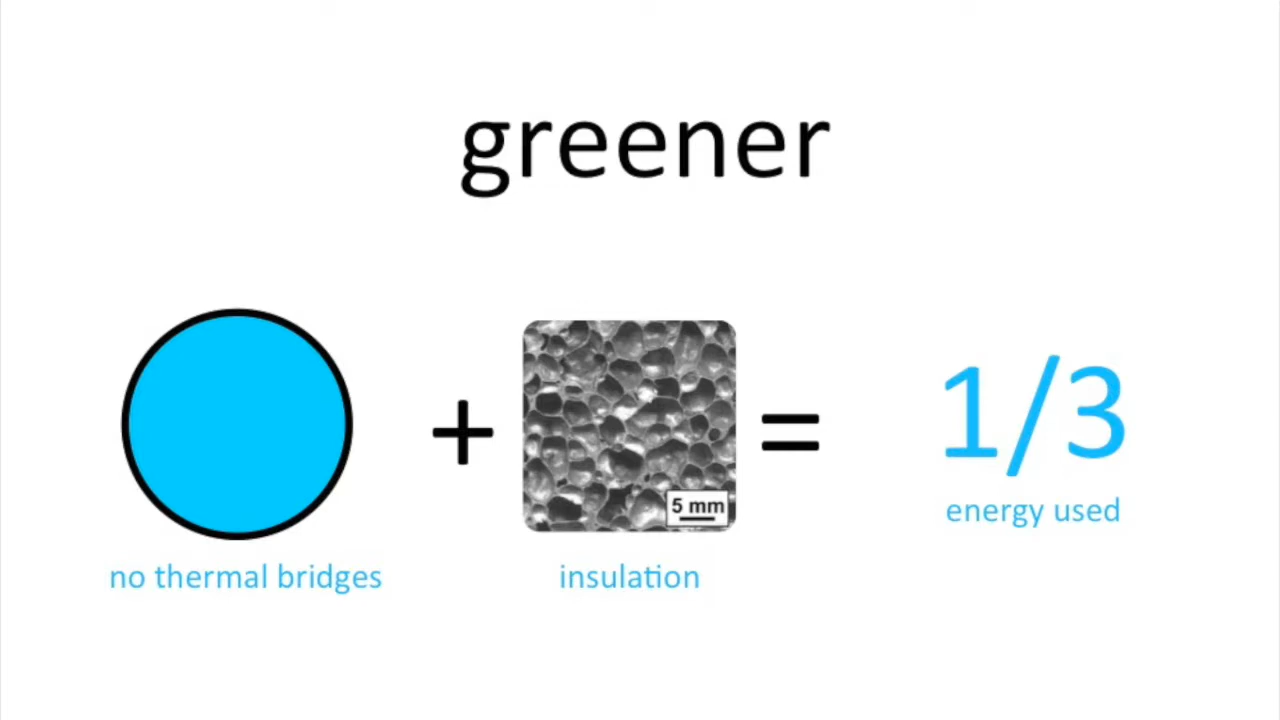 greener
+
=
1/3
5 mm
energy used
no thermal bridges
insulation